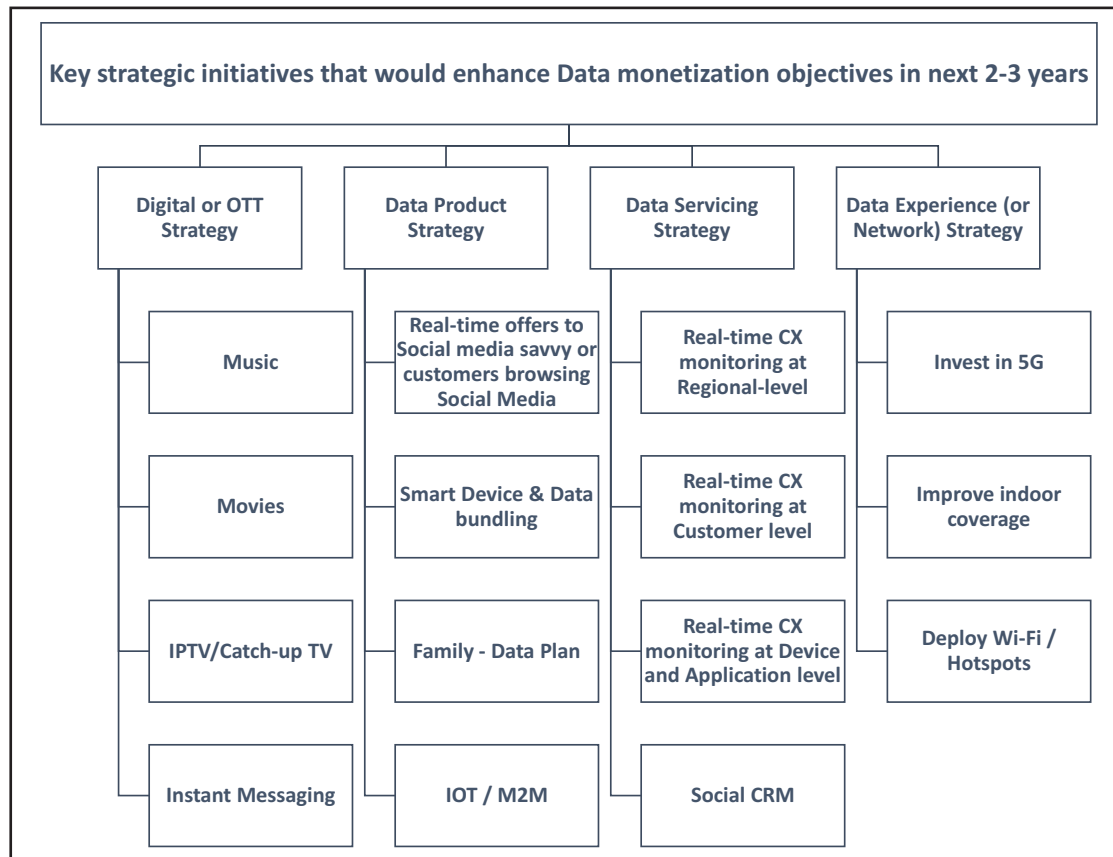 Key strategic initiatives that would enhance Data monetization objectives in next 2-3 years
Digital or OTT
Strategy
Music
Movies
IPTV/Catch-up TV
Instant Messaging
Data Product
Strategy
Real-time offers to
Social media savvy or
customers browsing
Social Media
Smart Device & Data
bundling
Family - Data Plan
IOT / M2M
Data Servicing
Strategy
Real-time CX
monitoring at
Regional-level
Real-time CX
monitoring at
Customer level
Real-time CX
monitoring at Device
and Application level
Social CRM
Data Experience (or
Network) Strategy
Invest in 5G
Improve indoor
coverage
Deploy Wi-Fi /
Hotspots